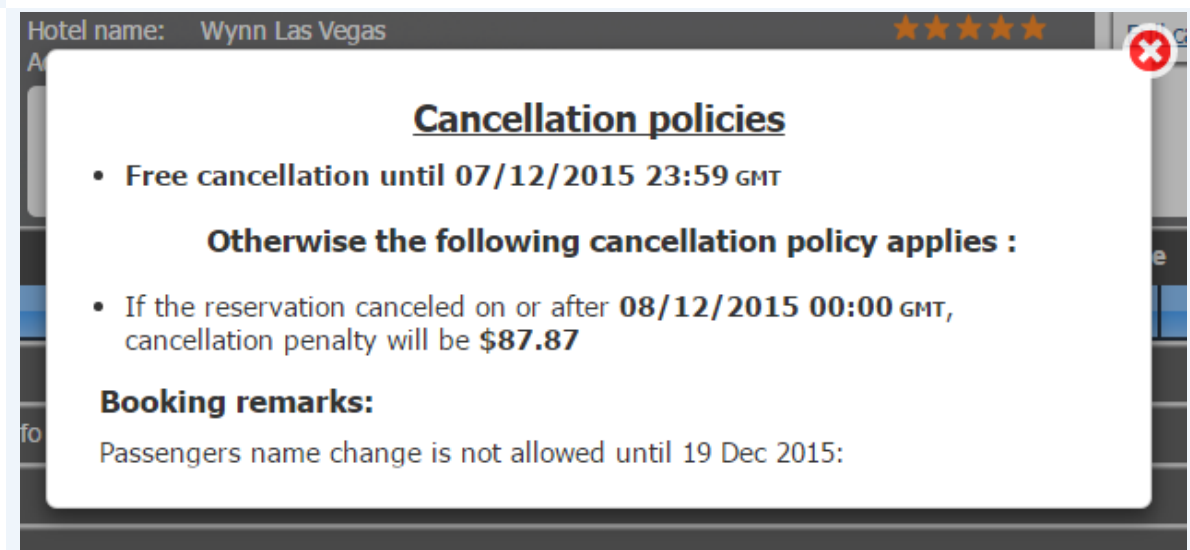 Hotel name: Wynn Las Vegas
Cancellation policies
• Free cancellation until 07/12/2015 23:59 GMT
Otherwise the following cancellation policy applies :
• If the reservation canceled on or after 08/12/2015 00:00 GMT,
cancellation penalty will be $87.87
Booking remarks:
Passengers name change is not allowed until 19 Dec 2015: